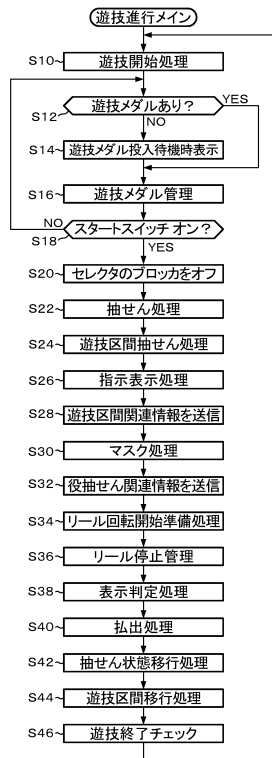 遊技進行メイン
S10 遊技開始処理
S12 遊技メダルあり? YES
NO
S14 遊技メダル投入待機時表示
S16 遊技メダル管理
NO
S18 スタートスイッチ オン?
YES
S20 セレクタのブロッカをオフ
S22 抽せん処理
S24 遊技区間抽せん処理
S26 指示表示処理
S28 遊技区間関連情報を送信
S30 マスク処理
S32 役抽せん関連情報を送信
S34 リール回転開始準備処理
S36 リール停止管理
S38 表示判定処理
S40 払出処理
S42 抽せん状態移行処理
S44 遊技区間移行処理
S46 遊技終了チェック